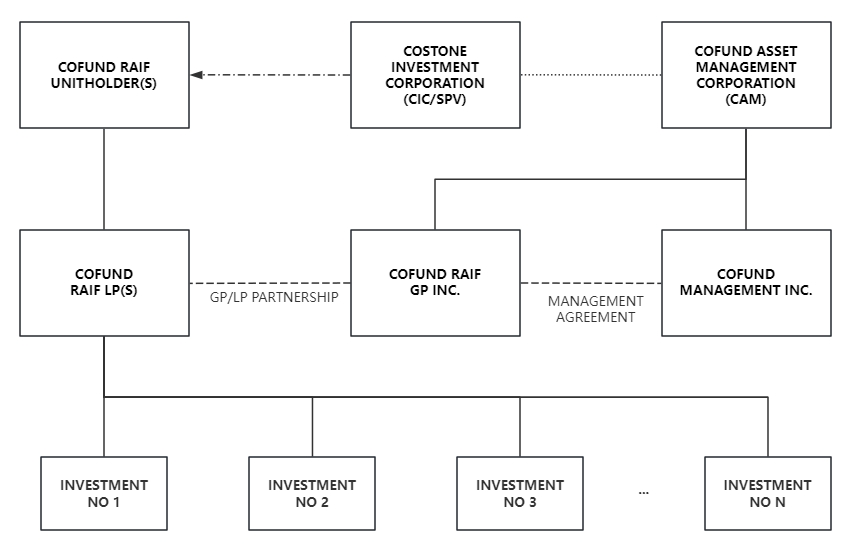 COFUND RAIF
UNITHOLDER(S)
COSTONE
INVESTMENT
CORPORATION
(CIC/SPV)
COFUND ASSET
MANAGEMENT
CORPORATION
(CAM)
COFUND
RAIF LP(S)
GP/LP PARTNERSHIP
COFUND RAIF
GP INC.
MANAGEMENT
AGREEMENT
COFUND
MANAGEMENT INC.
INVESTMENT
NO 1
INVESTMENT
NO 2
INVESTMENT
NO 3
...
INVESTMENT
NO N